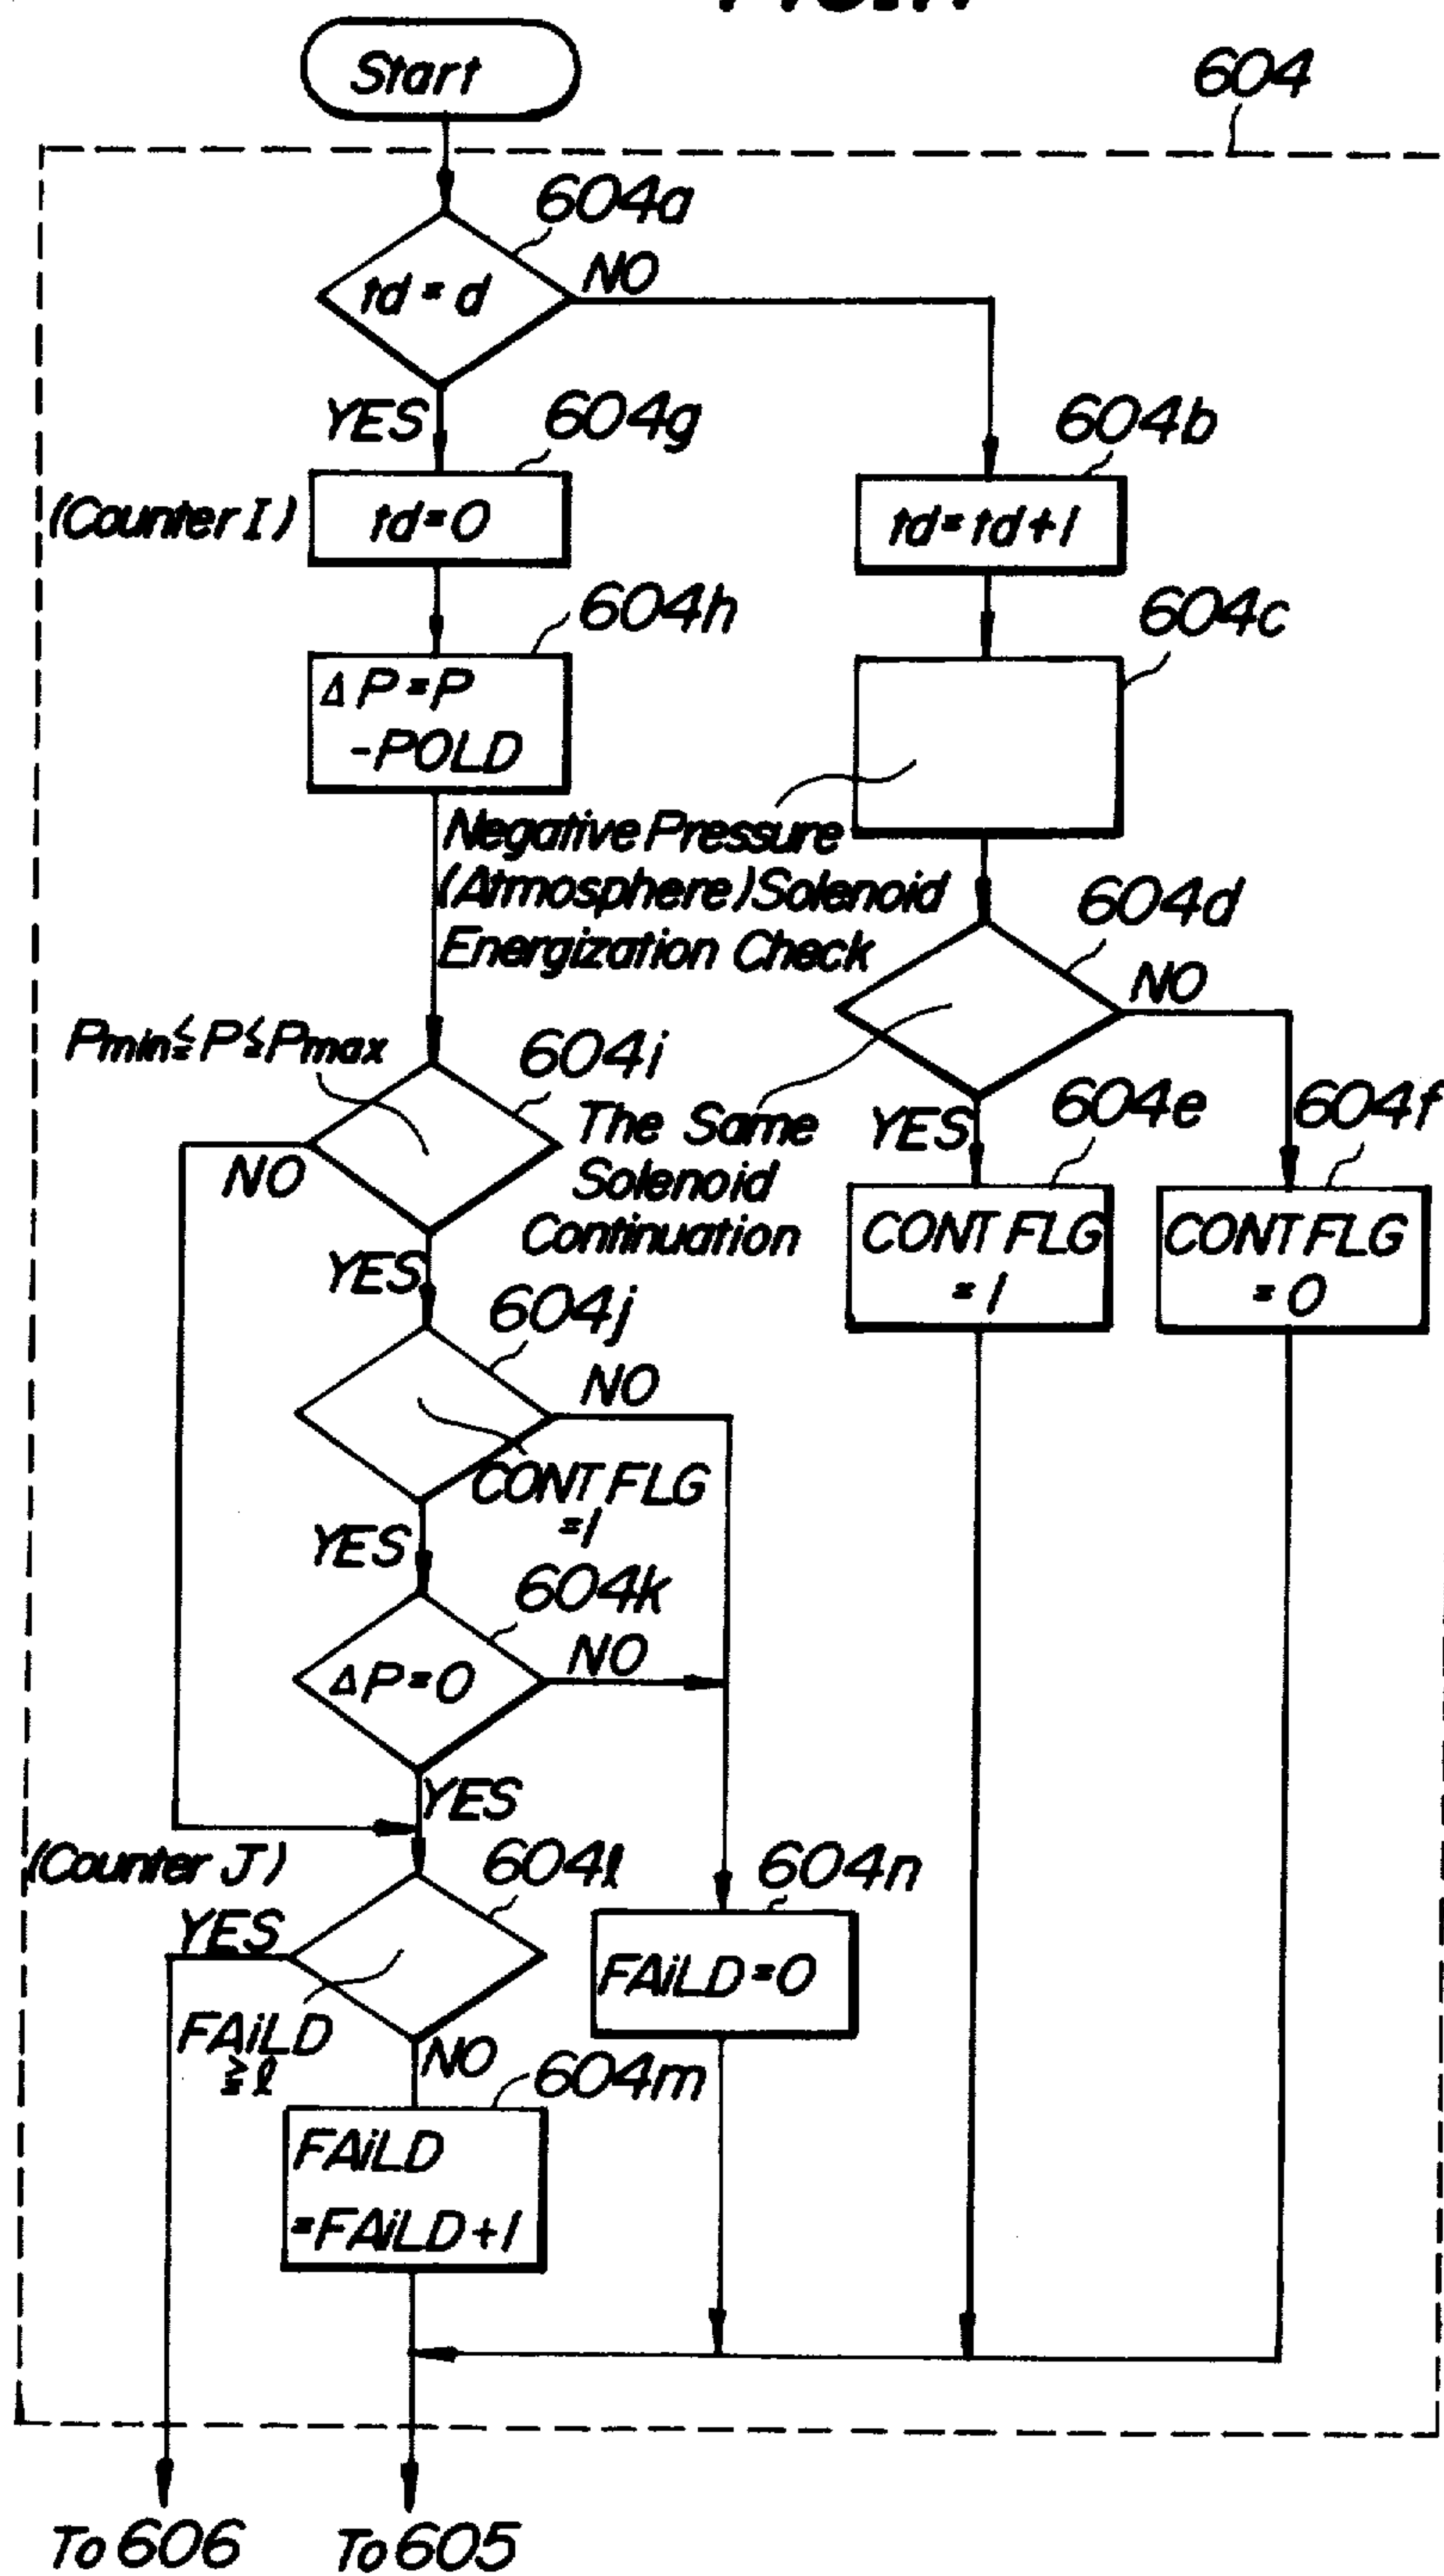 Start
604
604a
td = d
NO
YES
604g
604b
(Counter I)
td=0
td=td+1
604h
604c
ΔP=P
-POLD
Negative Pressure
(Atmosphere) Solenoid
Energization Check
604d
NO
Pmin≦P≦Pmax
604i
The Same
Solenoid
Continuation
YES
604e
604f
NO
CONT FLG
=1
CONT FLG
=0
YES
604j
NO
CONT FLG
=1
YES
604k
ΔP=0
NO
YES
(Counter J)
604l
604n
YES
FAiLD
≧l
FAiLD=0
NO
604m
FAiLD
=FAiLD+1
To 606
To 605